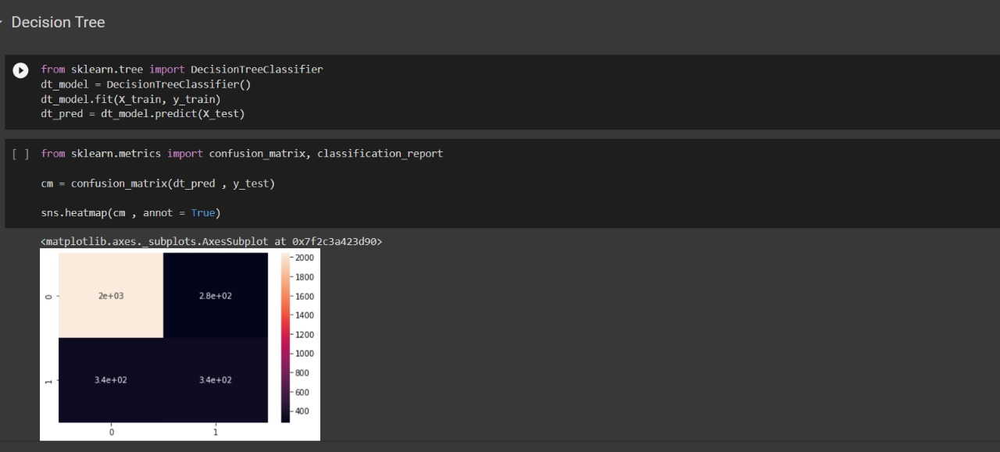 Decision Tree
from sklearn.tree import DecisionTreeClassifier
dt_model = DecisionTreeClassifier()
dt_model.fit(X_train, y_train)
dt_pred = dt_model.predict(X_test)
[ ] from sklearn.metrics import confusion_matrix, classification_report
cm = confusion_matrix(dt_pred , y_test)
sns.heatmap(cm , annot = True)
<matplotlib.axes._subplots.AxesSubplot at 0x7f2c3a423d90>
0
2e+03
2.8e+02
1
3.4e+02
3.4e+02
0
1
2000
1800
1600
1400
1200
1000
800
600
400